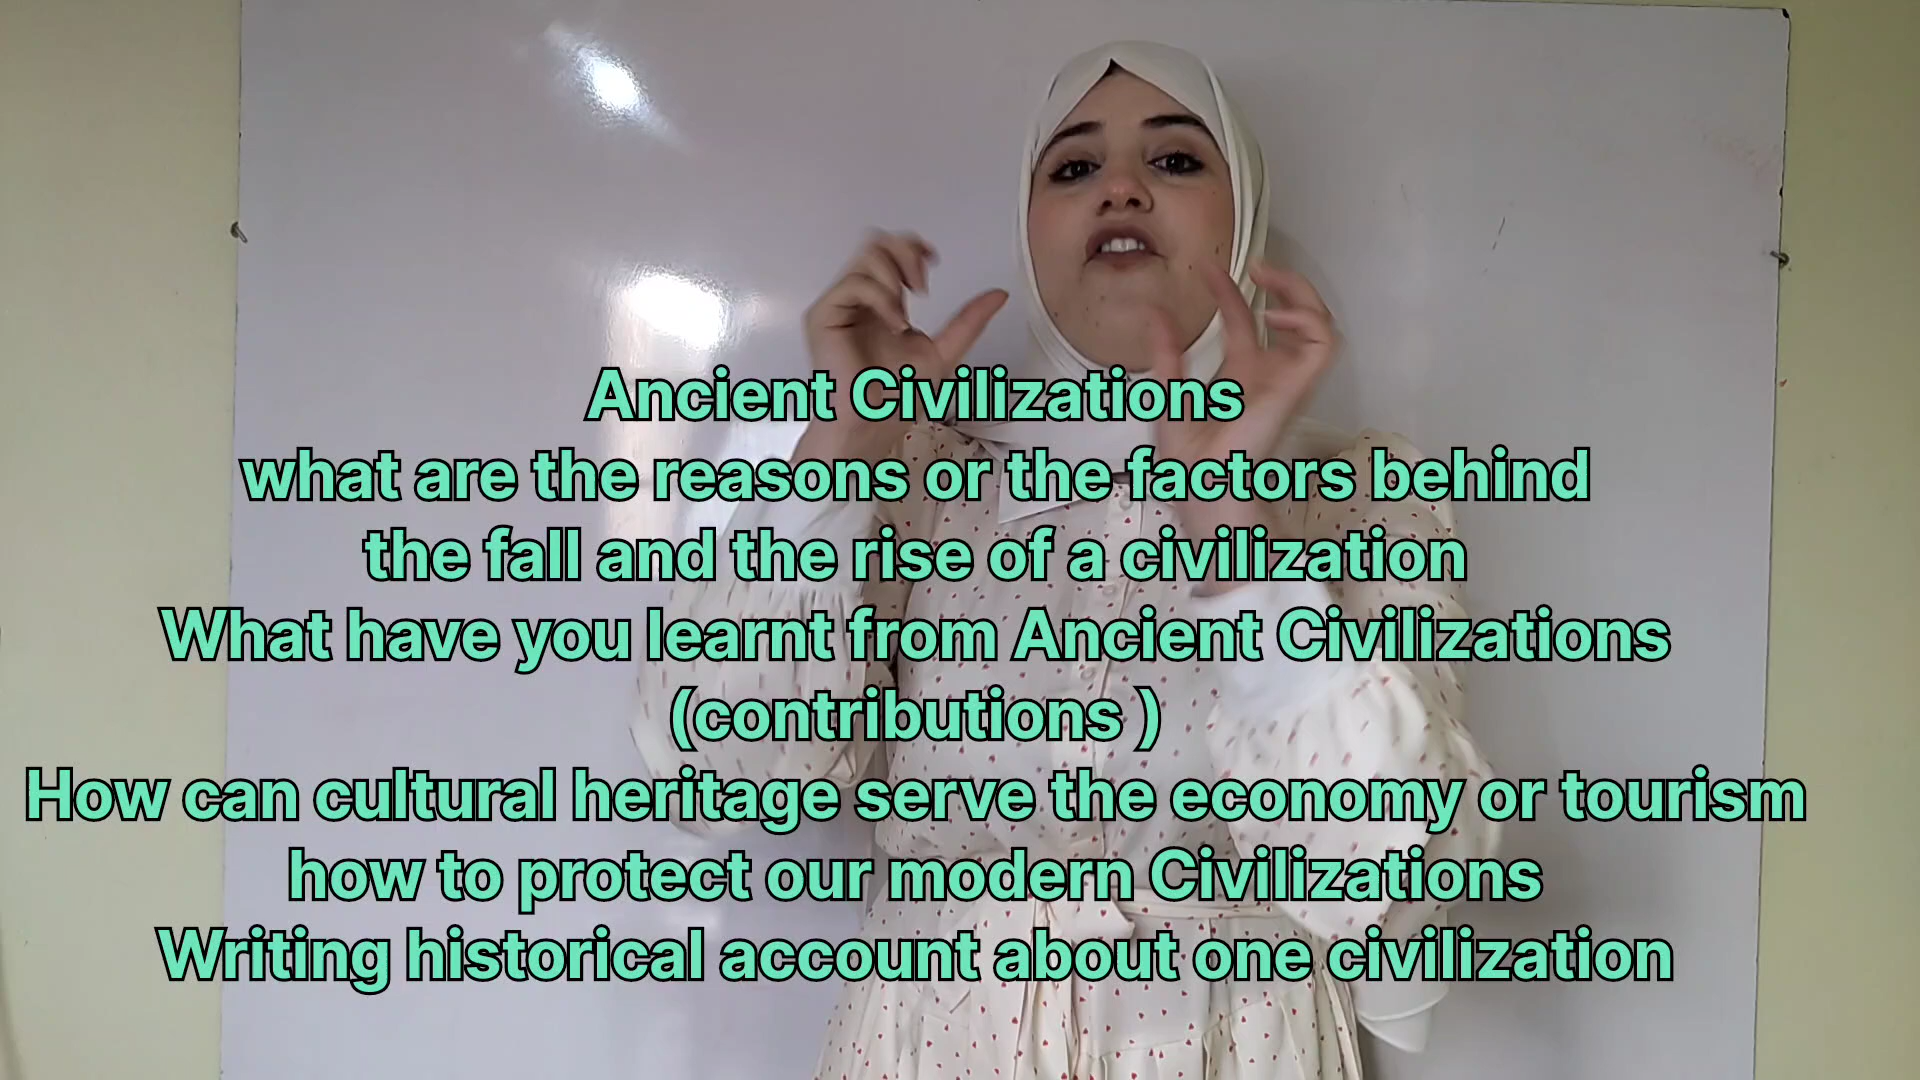 Ancient Civilizations
what are the reasons or the factors behind
the fall and the rise of a civilization
What have you learnt from Ancient Civilizations
(contributions )
How can cultural heritage serve the economy or tourism
how to protect our modern Civilizations
Writing historical account about one civilization